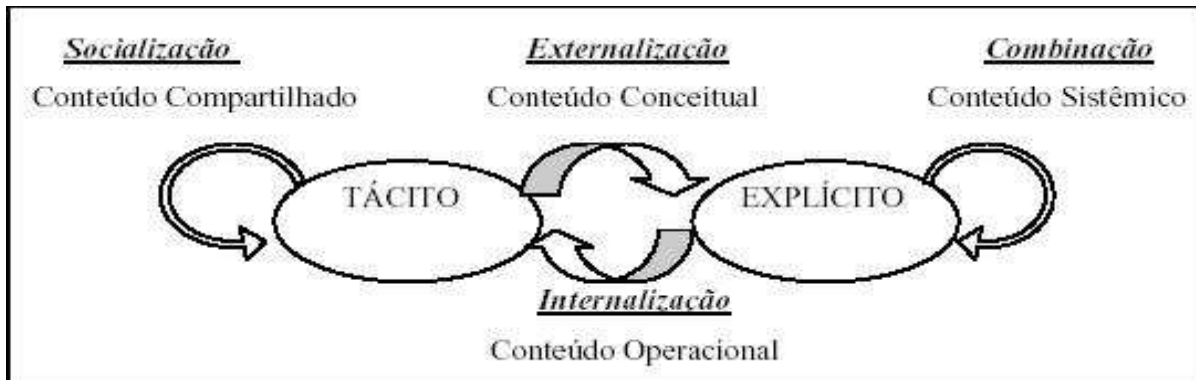 Socialização
Externalização
Combinação
Conteúdo Compartilhado
Conteúdo Conceitual
Conteúdo Sistêmico
TÁCITO
EXPLÍCITO
Internalização
Conteúdo Operacional